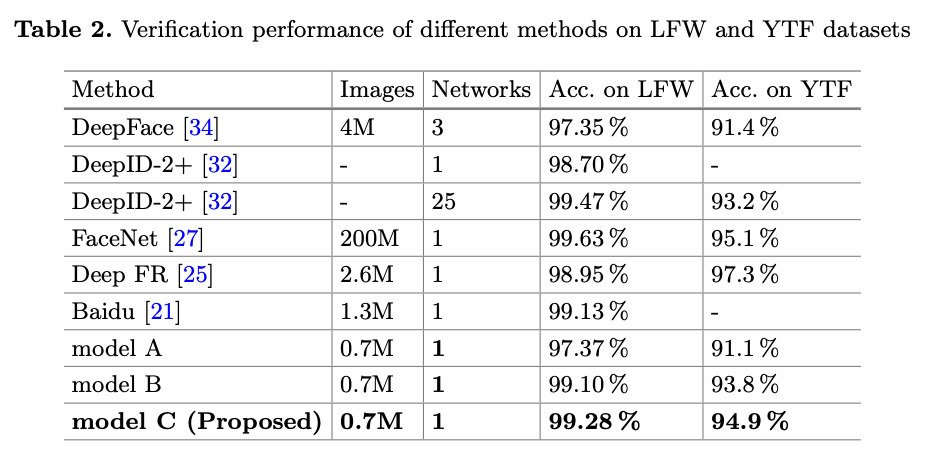 Table 2. Verification performance of different methods on LFW and YTF datasets
Method Images Networks Acc. on LFW Acc. on YTF
DeepFace [34] 4M 3 97.35 % 91.4 %
DeepID-2+ [32] - 1 98.70 % -
DeepID-2+ [32] - 25 99.47 % 93.2 %
FaceNet [27] 200M 1 99.63 % 95.1 %
Deep FR [25] 2.6M 1 98.95 % 97.3 %
Baidu [21] 1.3M 1 99.13 % -
model A 0.7M 1 97.37 % 91.1 %
model B 0.7M 1 99.10 % 93.8 %
model C (Proposed) 0.7M 1 99.28 % 94.9 %